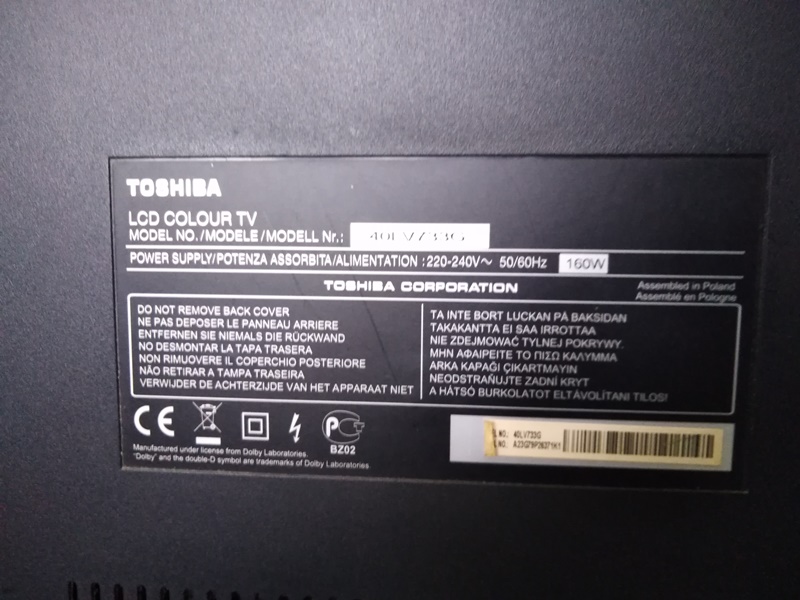 TOSHIBA
LCD COLOUR TV
MODEL NO./MODELE/MODELL Nr.: 40LV733G
POWER SUPPLY/POTENZA ASSORBITA/ALIMENTATION : 220-240V~ 50/60Hz 160W
TOSHIBA CORPORATION
Assembled in Poland
Assemblé en Pologne
DO NOT REMOVE BACK COVER
NE PAS DEPOSER LE PANNEAU ARRIERE
ENTFERNEN SIE NIEMALS DIE RÜCKWAND
NO DESMONTAR LA TAPA TRASERA
NON RIMUOVERE IL COPERCHIO POSTERIORE
NÃO RETIRAR A TAMPA TRASEIRA
VERWIJDER DE ACHTERZIJDE VAN HET APPARAAT NIET
TA INTE BORT LUCKAN PÅ BAKSIDAN
TAKAKANTTA EI SAA IRROTTAA
NIE ZDEJMOWAĆ TYLNEJ POKRYWY.
ΜΗΝ ΑΦΑΙΡΕΙΤΕ ΤΟ ΠΙΣΩ ΚΑΛΥΜΜΑ
ARKA KAPAĞI ÇIKARTMAYIN
NEODSTRAŇUJTE ZADNÍ KRYT
A HÁTSÓ BURKOLATOT ELTÁVOLÍTANI TILOS!
CE
PC
BZ02
Manufactured under license from Dolby Laboratories.
"Dolby" and the double-D symbol are trademarks of Dolby Laboratories.
NO. 40LV733G
NO.